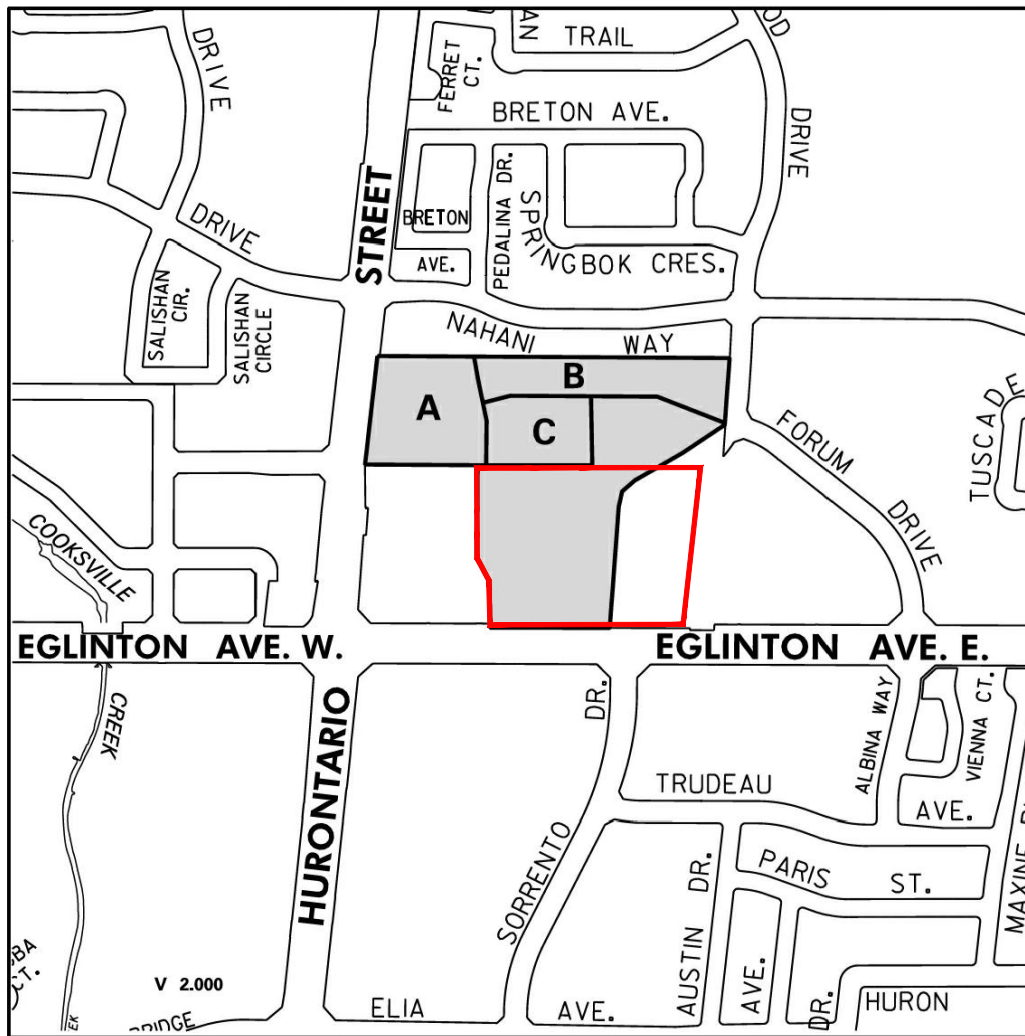 DRIVE
FERRET
CT.
TRAIL
DRIVE
BRETON AVE.
STREET
BRETON
AVE.
PEDALINA DR.
SPRINGBOK CRES.
DRIVE
SALISHAN
CIR.
SALISHAN
CIRCLE
NAHANI WAY
A
B
C
FORUM
DRIVE
TUSCADE
COOKSVILLE
CREEK
EGLINTON AVE. W.
EGLINTON AVE. E.
HURONTARIO
SORRENTO
DR.
TRUDEAU
AVE.
ALBINA WAY
VIENNA CT.
PARIS ST.
AUSTIN DR.
AVE.
DR.
MAXINE
HURON
ELIA AVE.
V 2.000
CT.